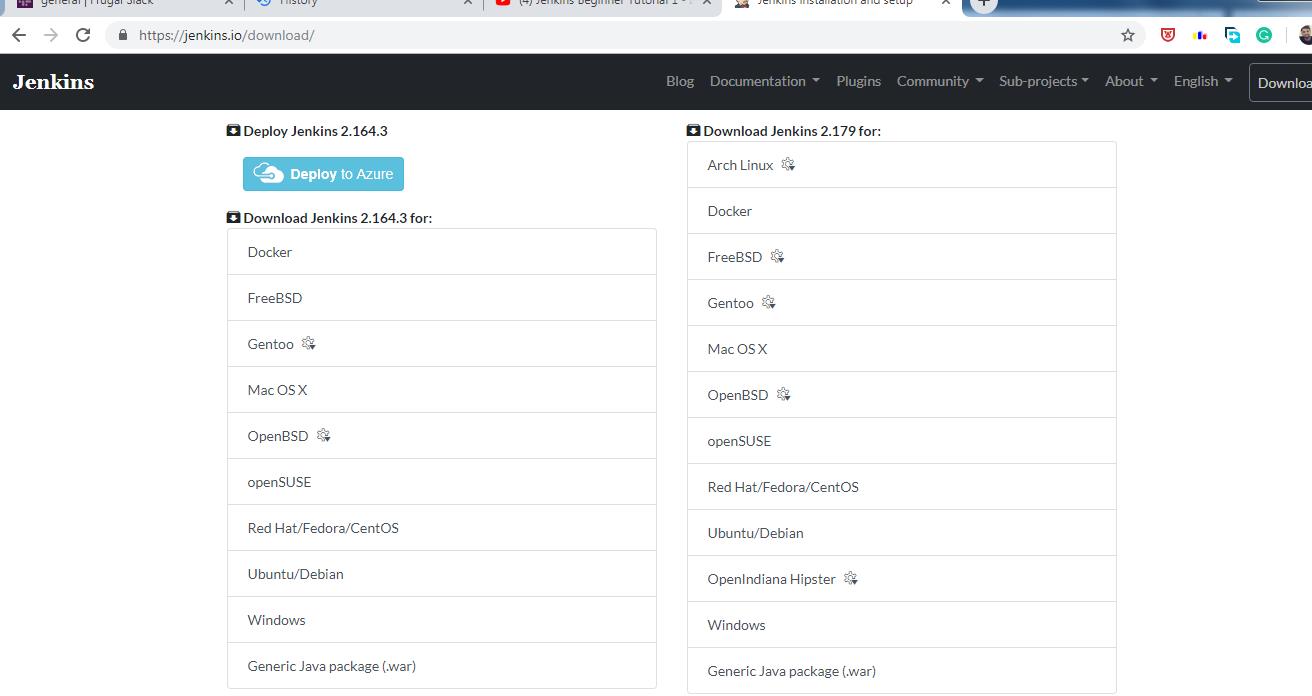 general | Frugal Slack
History
(4) Jenkins Beginner Tutorial 1 -
Jenkins installation and setup
https://jenkins.io/download/
Jenkins
Blog Documentation Plugins Community Sub-projects About English Downloa
Deploy Jenkins 2.164.3
Deploy to Azure
Download Jenkins 2.164.3 for:
Docker
FreeBSD
Gentoo
Mac OS X
OpenBSD
openSUSE
Red Hat/Fedora/CentOS
Ubuntu/Debian
Windows
Generic Java package (.war)
Download Jenkins 2.179 for:
Arch Linux
Docker
FreeBSD
Gentoo
Mac OS X
OpenBSD
openSUSE
Red Hat/Fedora/CentOS
Ubuntu/Debian
OpenIndiana Hipster
Windows
Generic Java package (.war)